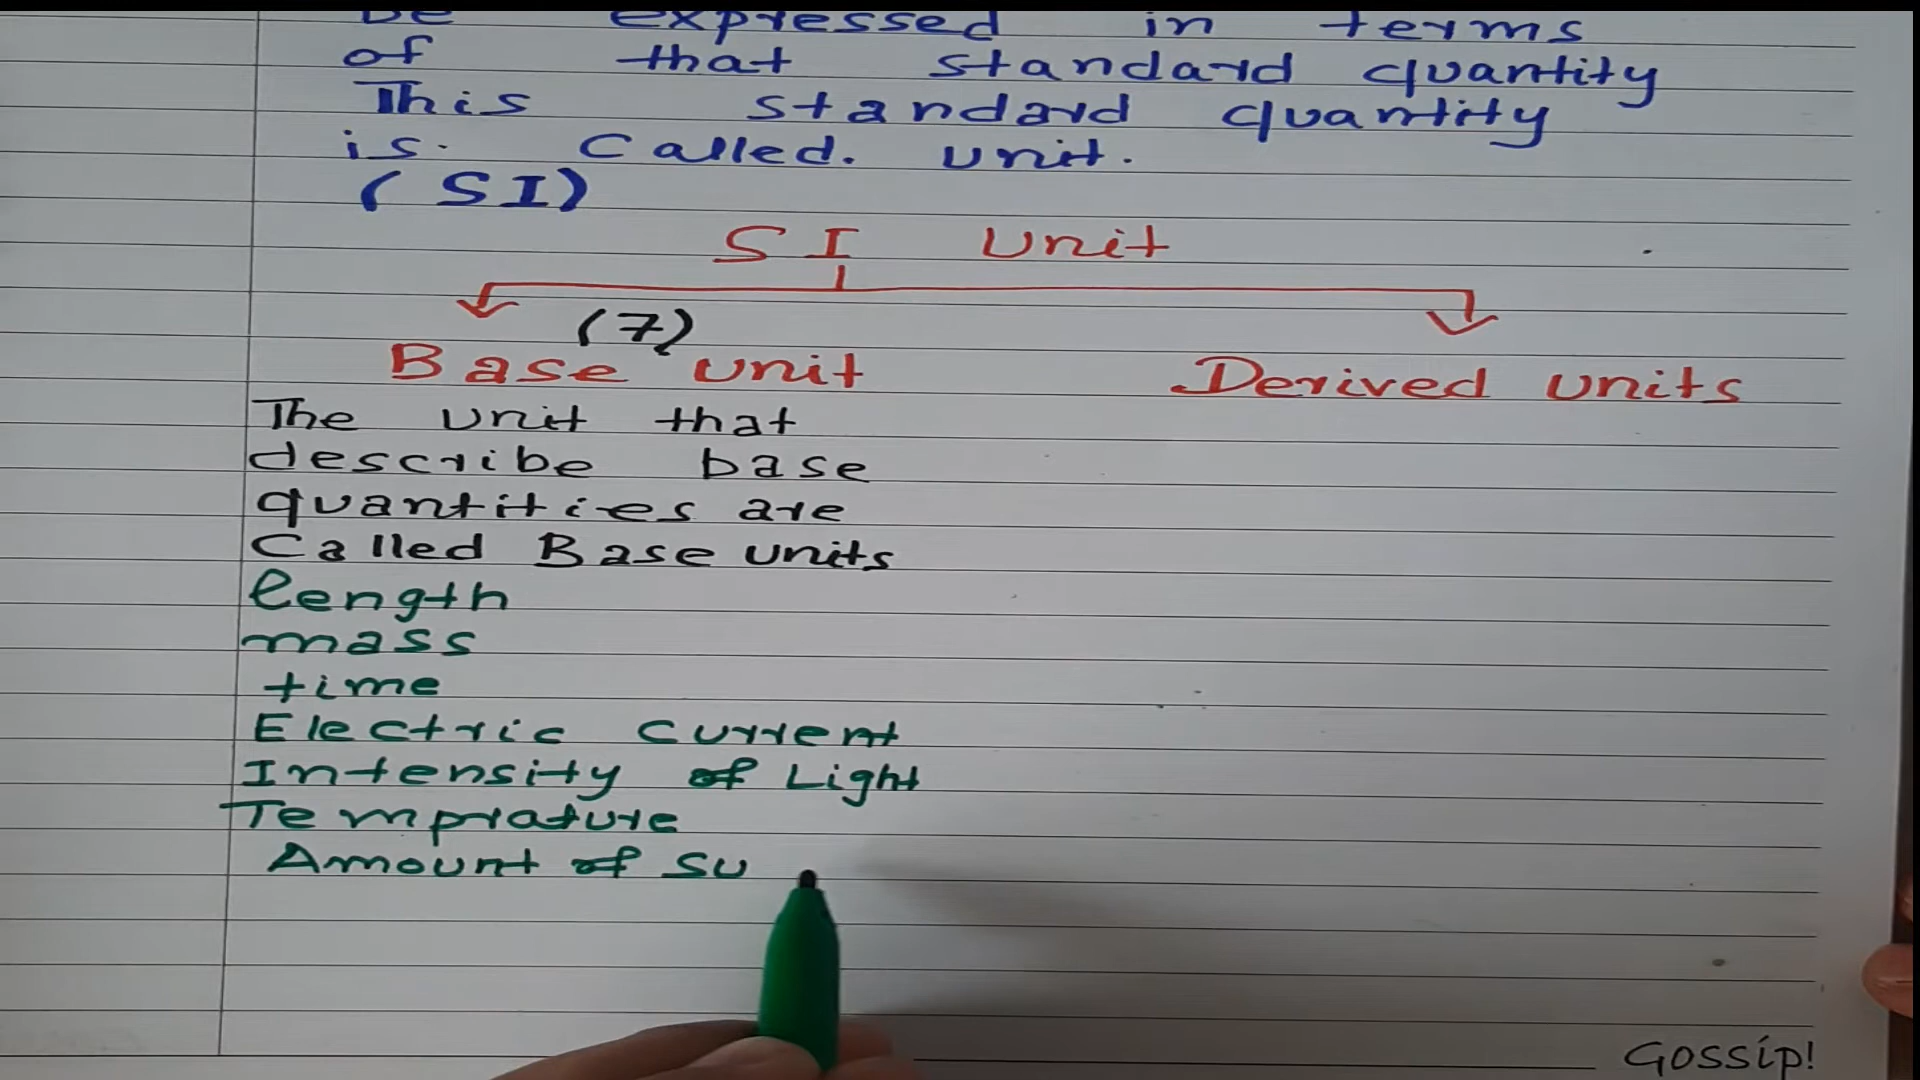 be expressed in terms
of that standard quantity
This standard quantity
is. Called. unit.
(SI)
SI unit
(7)
Base unit Derived units
The unit that
describe base
quantities are
Called Base units
length
mass
time
Electric Current
Intensity of Light
Temprature
Amount of su
Gossip!